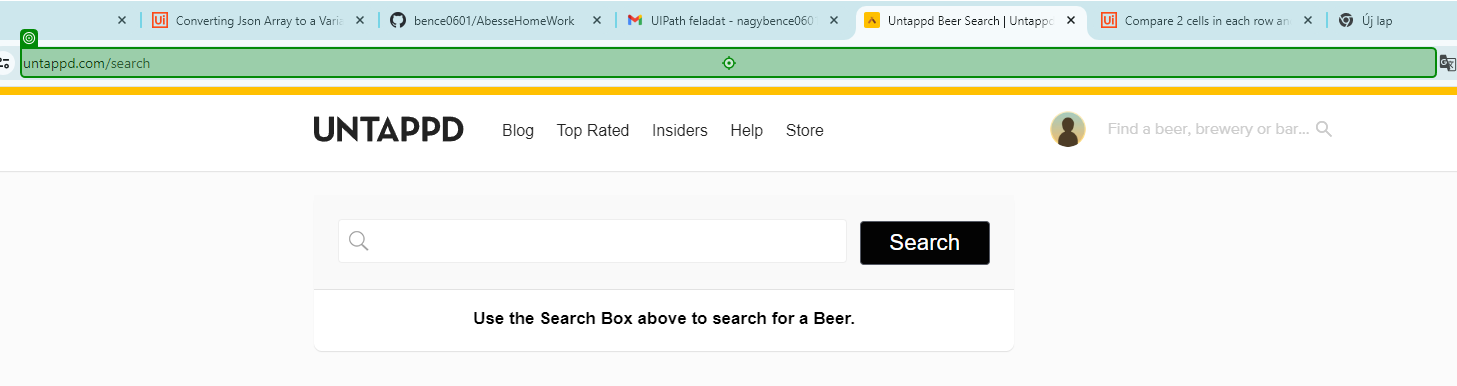 Converting Json Array to a Varia
bence0601/AbesseHomeWork
UIPath feladat - nagybence060
Untappd Beer Search | Untappd
Compare 2 cells in each row an
Új lap
untappd.com/search
UNTAPPD
Blog
Top Rated
Insiders
Help
Store
Find a beer, brewery or bar...
Search
Use the Search Box above to search for a Beer.